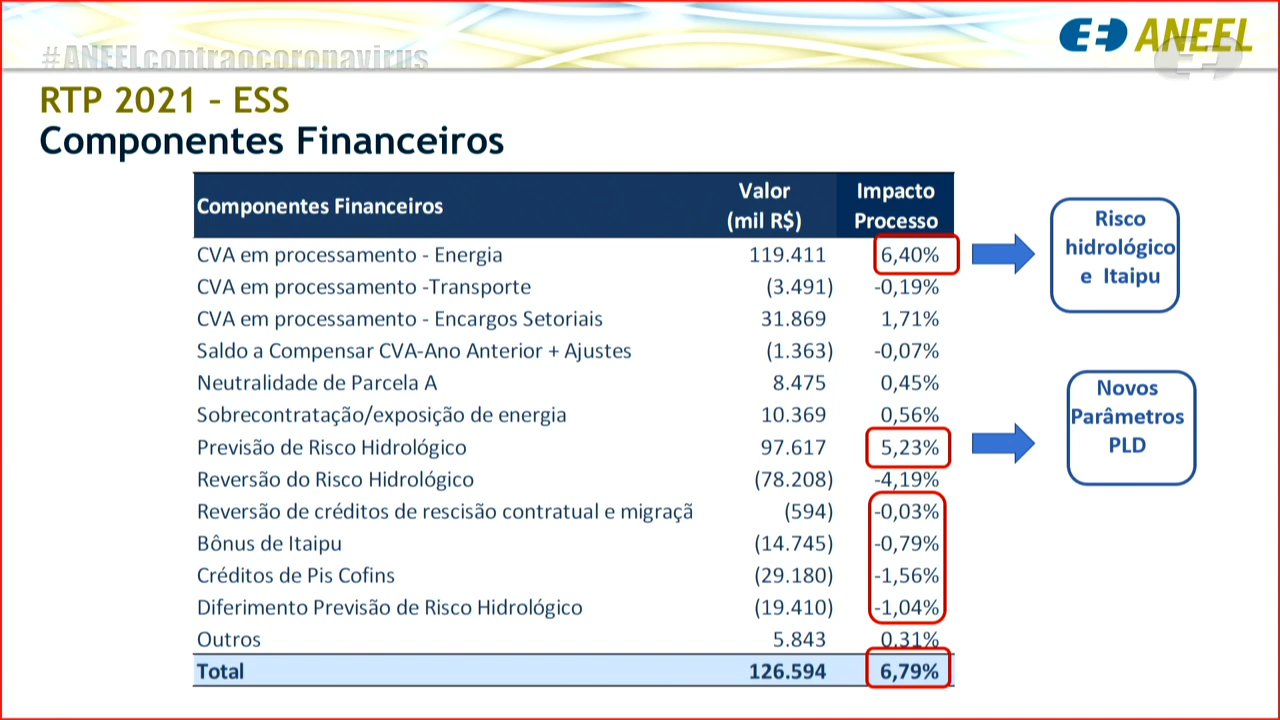 #ANEELcontraocoronavirus
ANEEL
RTP 2021 – ESS
Componentes Financeiros
Componentes Financeiros Valor (mil R$) Impacto Processo
CVA em processamento - Energia 119.411 6,40%
CVA em processamento -Transporte (3.491) -0,19%
CVA em processamento - Encargos Setoriais 31.869 1,71%
Saldo a Compensar CVA-Ano Anterior + Ajustes (1.363) -0,07%
Neutralidade de Parcela A 8.475 0,45%
Sobrecontratação/exposição de energia 10.369 0,56%
Previsão de Risco Hidrológico 97.617 5,23%
Reversão do Risco Hidrológico (78.208) -4,19%
Reversão de créditos de rescisão contratual e migraçã (594) -0,03%
Bônus de Itaipu (14.745) -0,79%
Créditos de Pis Cofins (29.180) -1,56%
Diferimento Previsão de Risco Hidrológico (19.410) -1,04%
Outros 5.843 0,31%
Total 126.594 6,79%
Risco
hidrológico
e Itaipu
Novos
Parâmetros
PLD